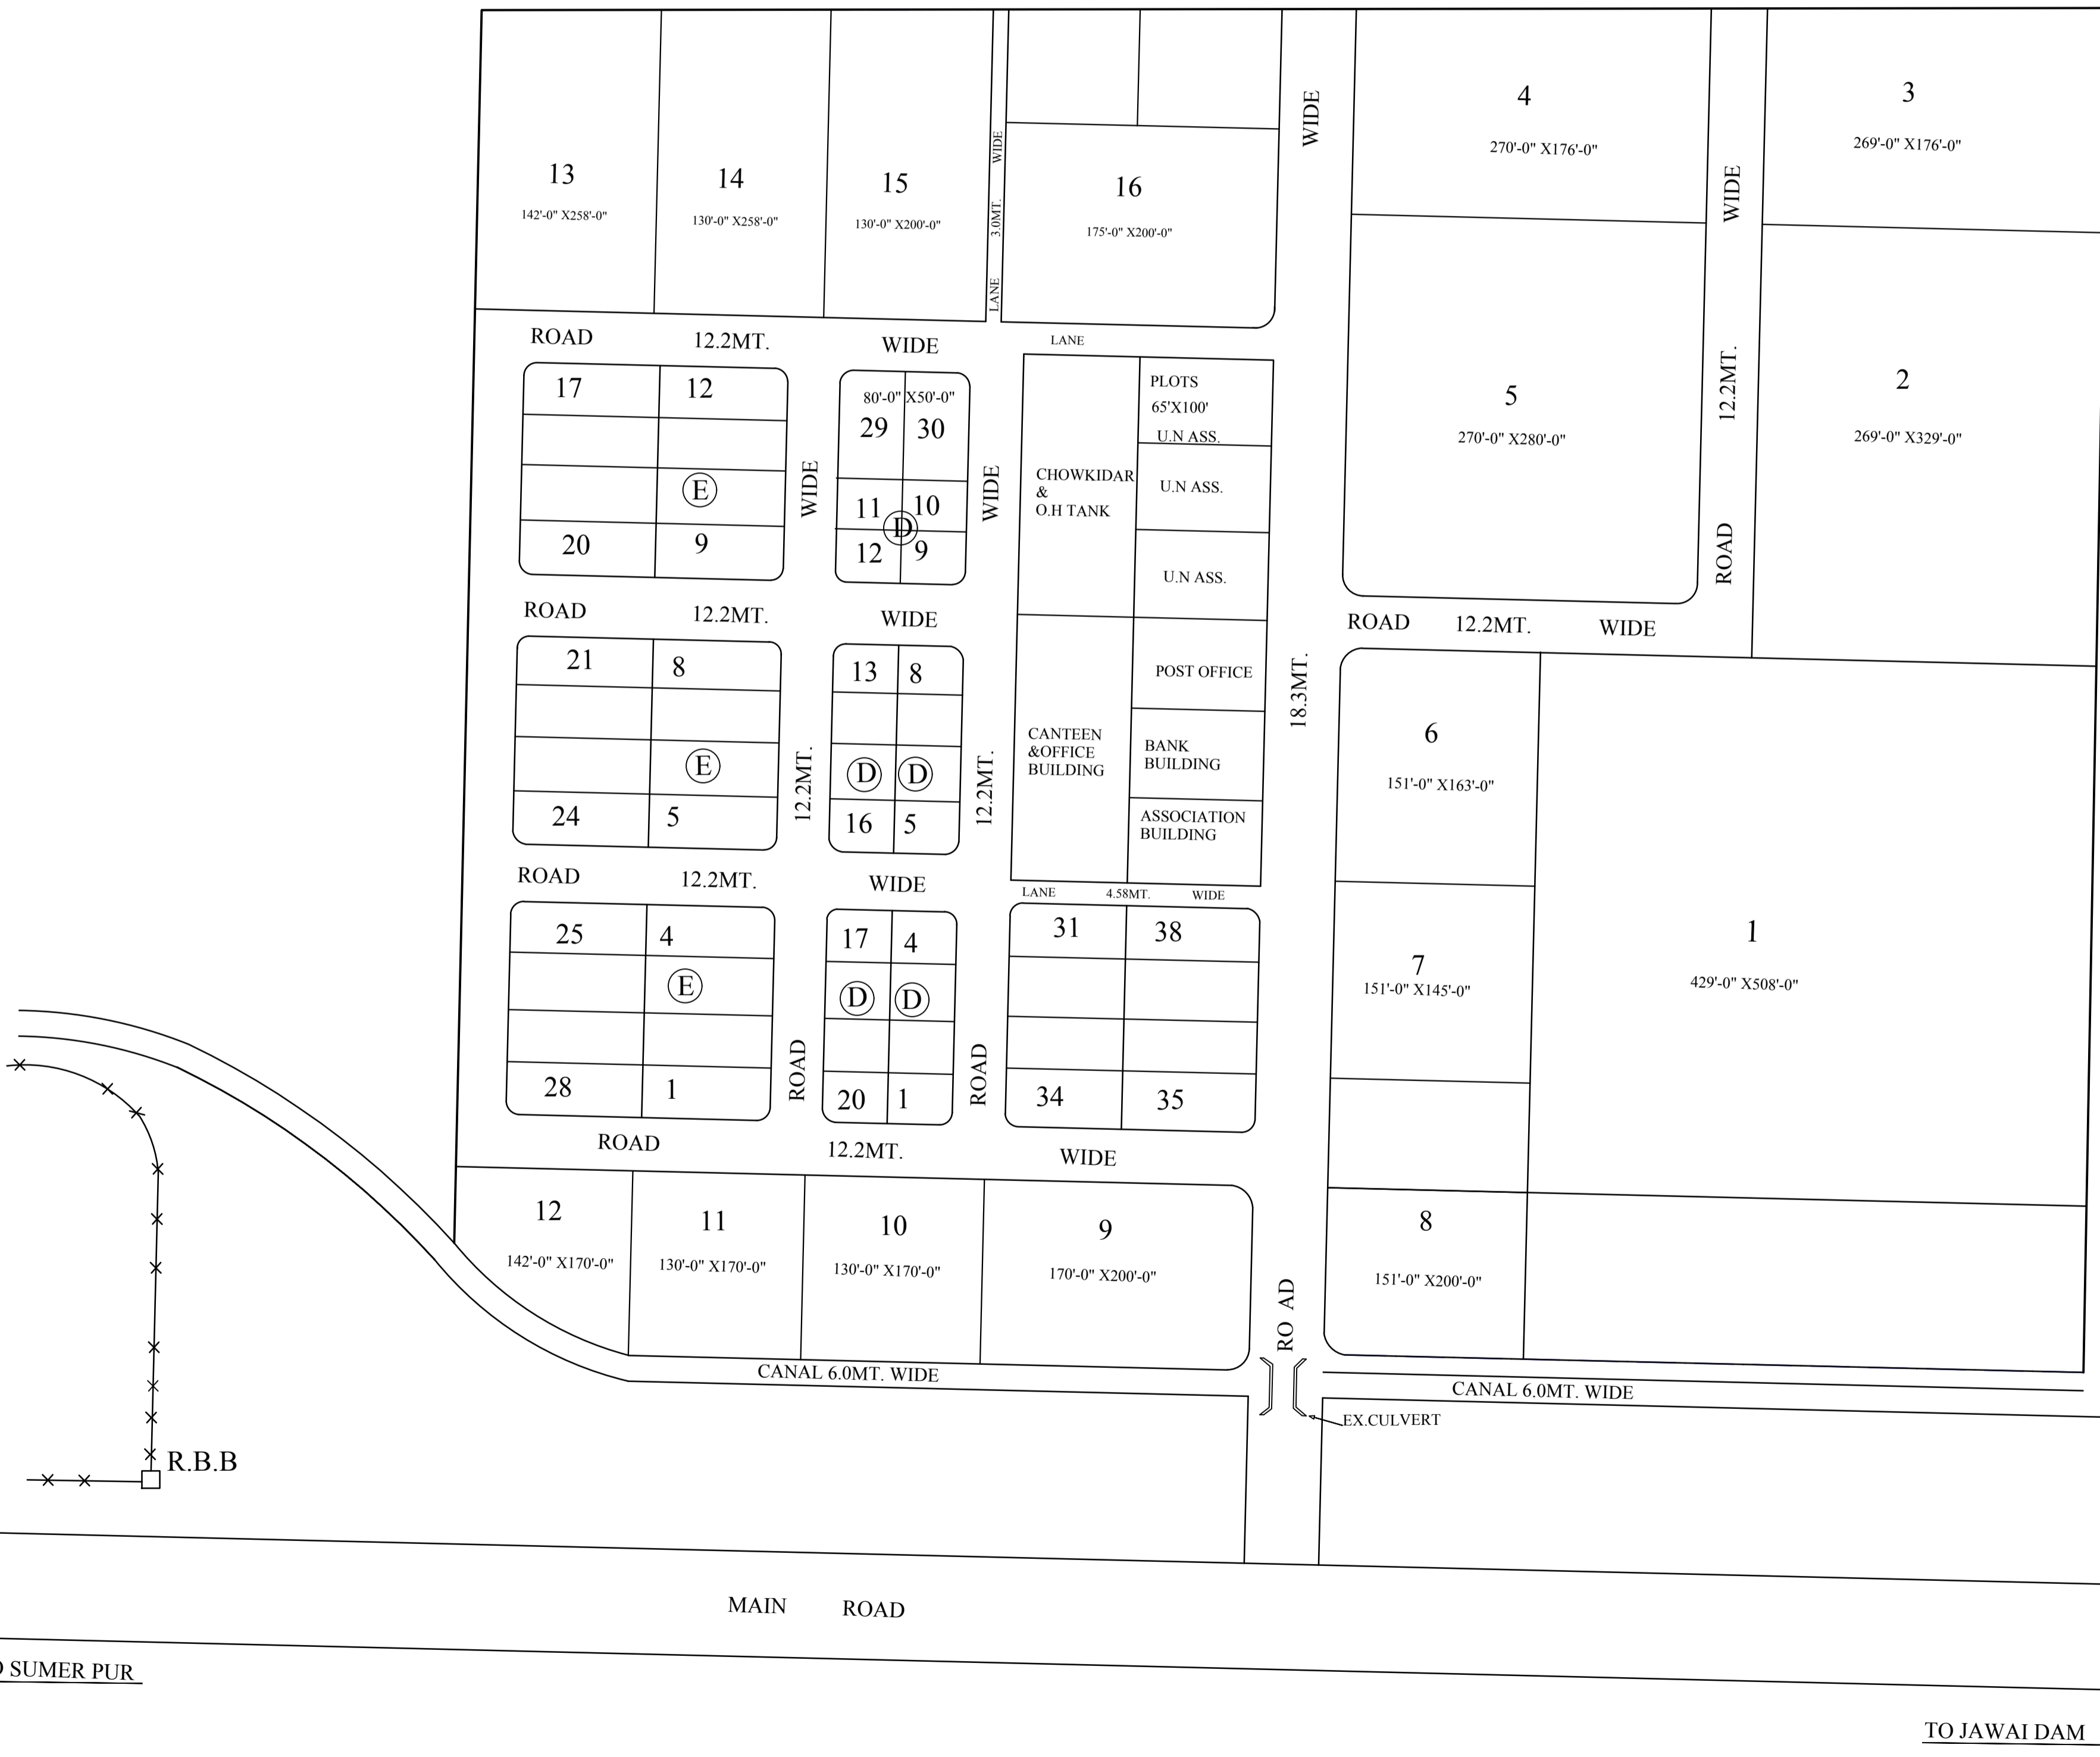 13
142'-0" X258'-0"
14
130'-0" X258'-0"
15
130'-0" X200'-0"
LANE 3.0MT. WIDE
16
175'-0" X200'-0"
WIDE
4
270'-0" X176'-0"
WIDE
3
269'-0" X176'-0"
ROAD 12.2MT. WIDE
LANE
17 12
E
20 9
WIDE
80'-0" X50'-0"
29 30
11 10
D
12 9
WIDE
CHOWKIDAR
&
O.H TANK
PLOTS
65'X100'
U.N ASS.
U.N ASS.
U.N ASS.
5
270'-0" X280'-0"
12.2MT.
ROAD
2
269'-0" X329'-0"
ROAD 12.2MT. WIDE
ROAD 12.2MT. WIDE
21 8
E
24 5
12.2MT.
13 8
D D
16 5
12.2MT.
CANTEEN
&OFFICE
BUILDING
POST OFFICE
BANK
BUILDING
ASSOCIATION
BUILDING
18.3MT.
6
151'-0" X163'-0"
ROAD 12.2MT. WIDE
LANE 4.58MT. WIDE
25 4
E
28 1
ROAD
17 4
D D
20 1
ROAD
31 38
34 35
7
151'-0" X145'-0"
1
429'-0" X508'-0"
ROAD 12.2MT. WIDE
12
142'-0" X170'-0"
11
130'-0" X170'-0"
10
130'-0" X170'-0"
9
170'-0" X200'-0"
RO AD
8
151'-0" X200'-0"
CANAL 6.0MT. WIDE
CANAL 6.0MT. WIDE
EX.CULVERT
R.B.B
MAIN ROAD
SUMER PUR
TO JAWAI DAM